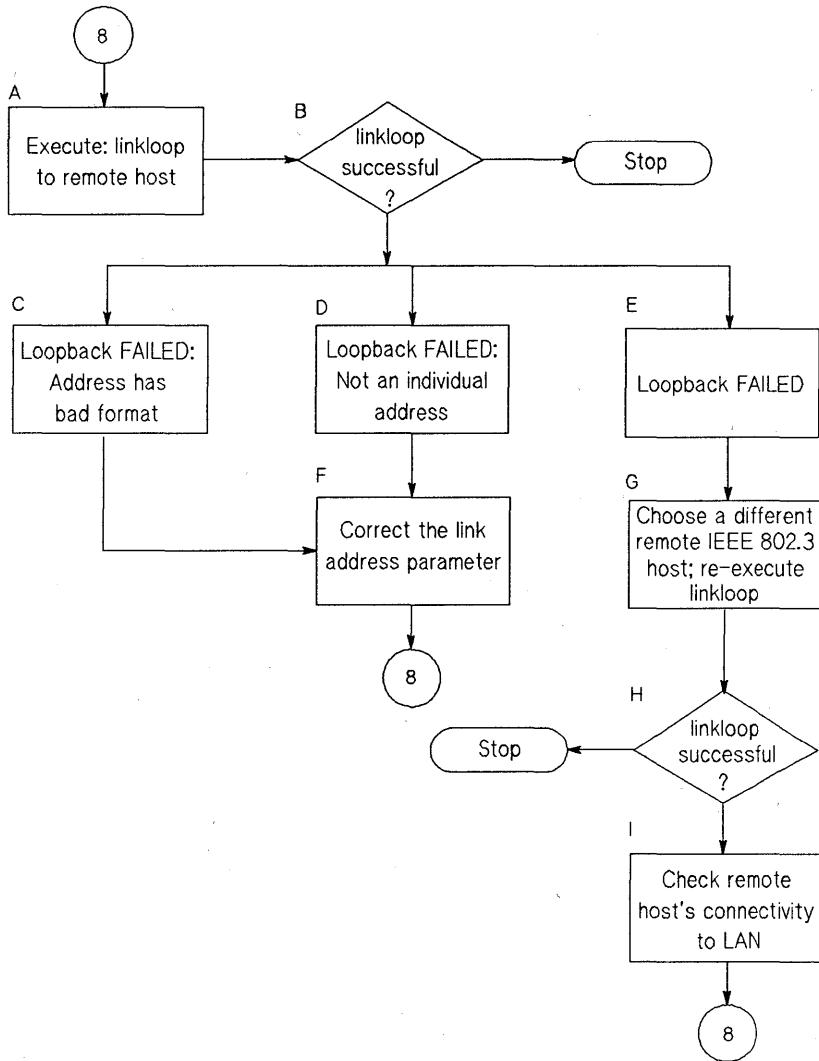 8
A
Execute: linkloop
to remote host
B
linkloop
successful
?
Stop
C
Loopback FAILED:
Address has
bad format
D
Loopback FAILED:
Not an individual
address
E
Loopback FAILED
F
Correct the link
address parameter
8
G
Choose a different
remote IEEE 802.3
host; re-execute
linkloop
H
linkloop
successful
?
Stop
I
Check remote
host's connectivity
to LAN
8